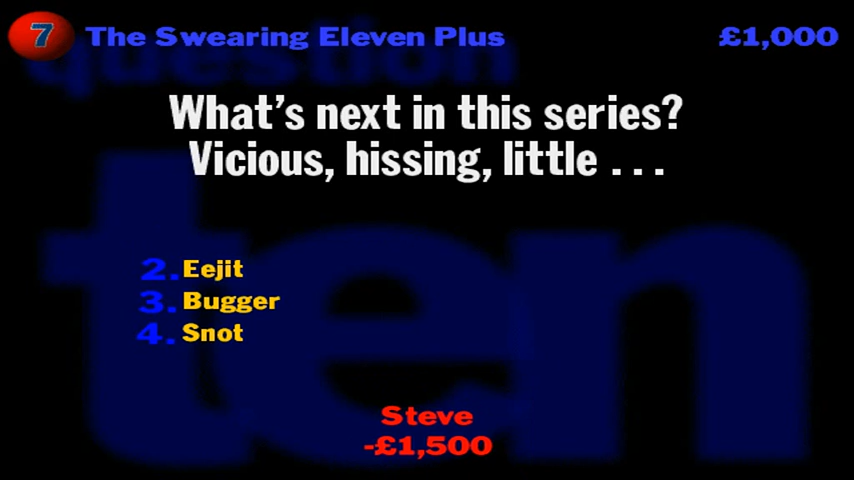 7 The Swearing Eleven Plus £1,000
question
What's next in this series?
Vicious, hissing, little . . .
2. Eejit
3. Bugger
4. Snot
ten
Steve
-£1,500